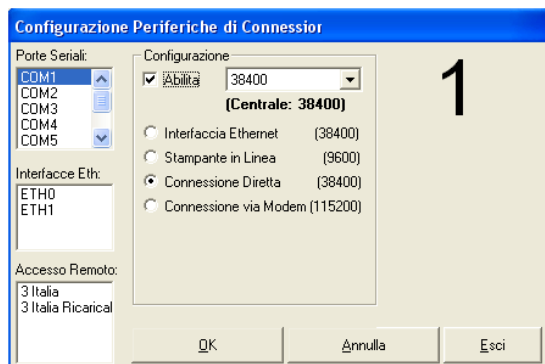 Configurazione Periferiche di Connession
Porte Seriali:
COM1
COM2
COM3
COM4
COM5
Interfacce Eth:
ETH0
ETH1
Accesso Remoto:
3 Italia
3 Italia Ricarical
Configurazione
Abilita
38400
(Centrale: 38400)
Interfaccia Ethernet (38400)
Stampante in Linea (9600)
Connessione Diretta (38400)
Connessione via Modem (115200)
1
OK
Annulla
Esci